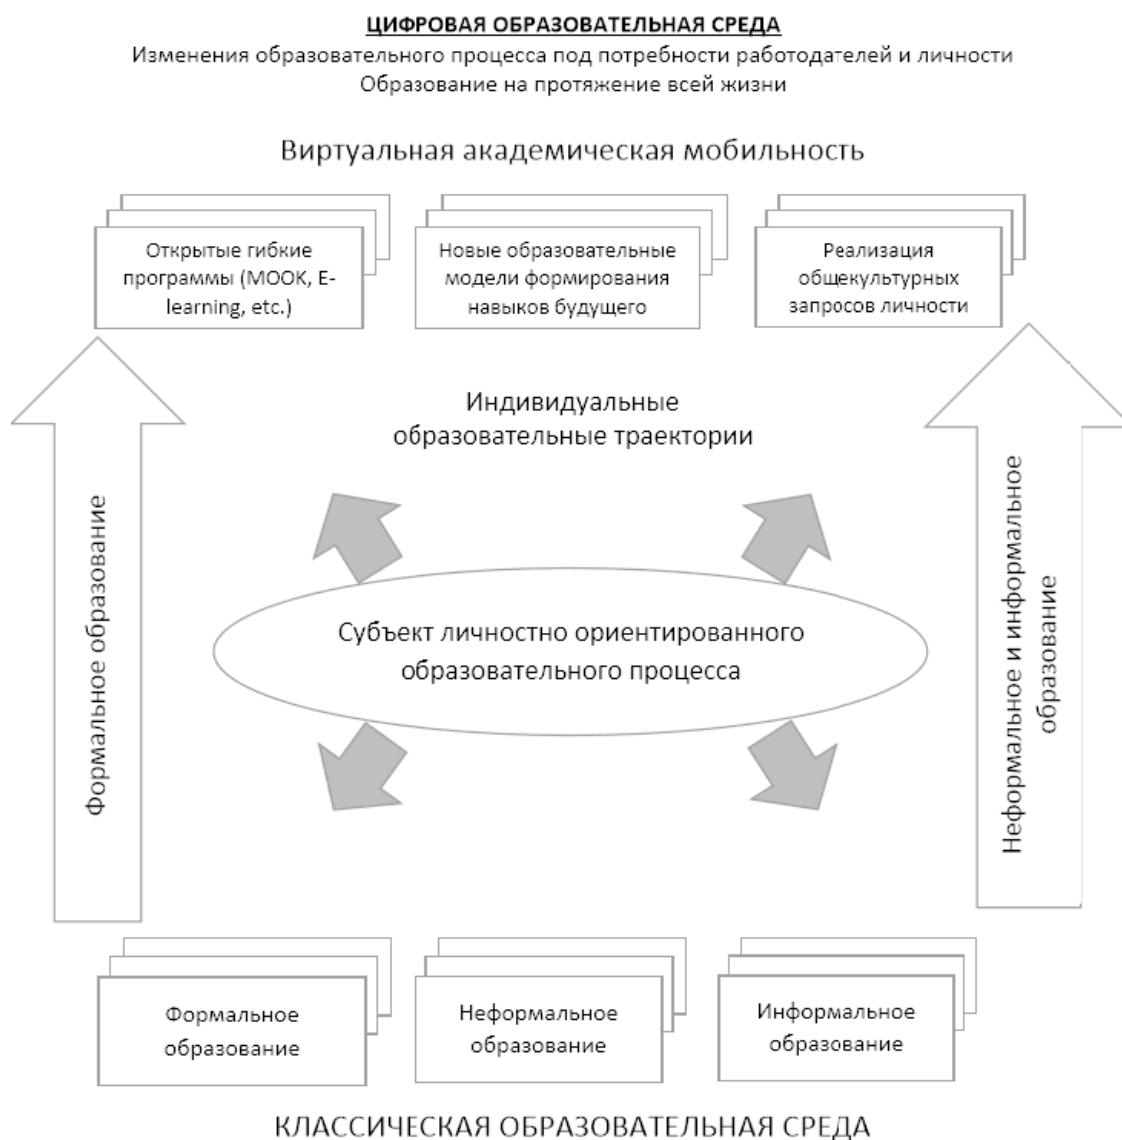 ЦИФРОВАЯ ОБРАЗОВАТЕЛЬНАЯ СРЕДА
Изменения образовательного процесса под потребности работодателей и личности
Образование на протяжение всей жизни
Виртуальная академическая мобильность
Открытые гибкие
программы (МООК, E-
learning, etc.)
Новые образовательные
модели формирования
навыков будущего
Реализация
общекультурных
запросов личности
Индивидуальные
образовательные траектории
Формальное образование
Субъект личностно ориентированного
образовательного процесса
Неформальное и информальное
образование
Формальное
образование
Неформальное
образование
Информальное
образование
КЛАССИЧЕСКАЯ ОБРАЗОВАТЕЛЬНАЯ СРЕДА